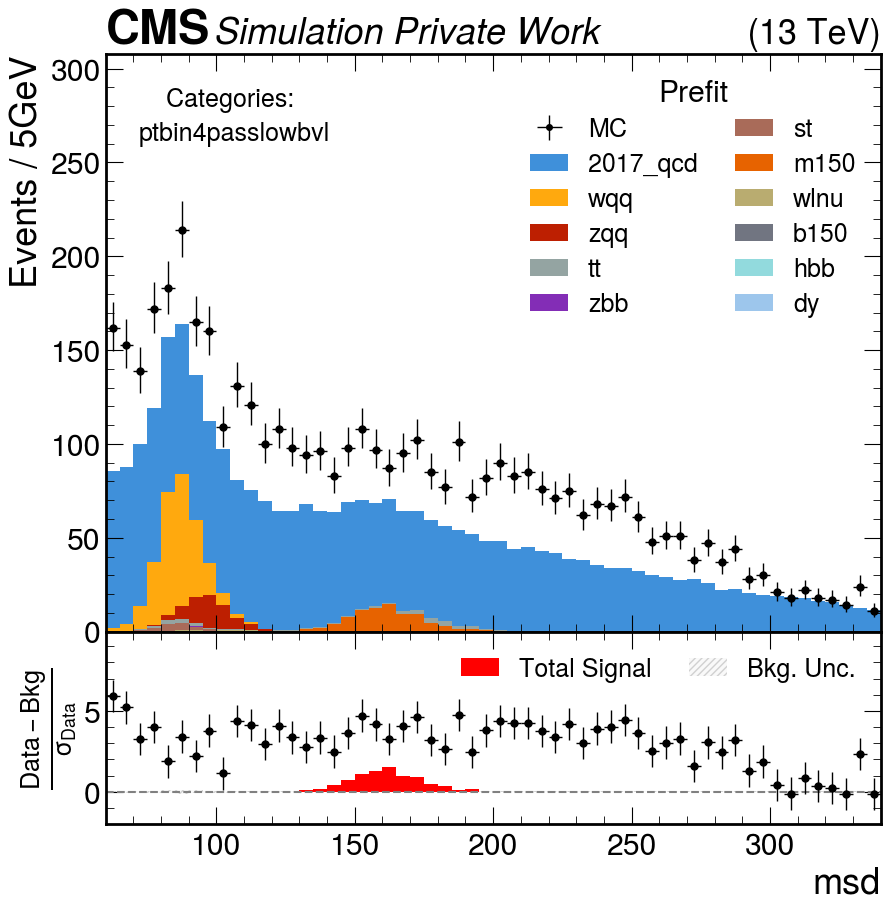 CMS Simulation Private Work (13 TeV)
Events / 5GeV
300
250
200
150
100
50
0
Categories:
ptbin4passlowbvl
Prefit
MC
2017_qcd
wqq
zqq
tt
zbb
st
m150
wlnu
b150
hbb
dy
Data – Bkg
σData
5
0
Total Signal
Bkg. Unc.
100 150 200 250 300
msd